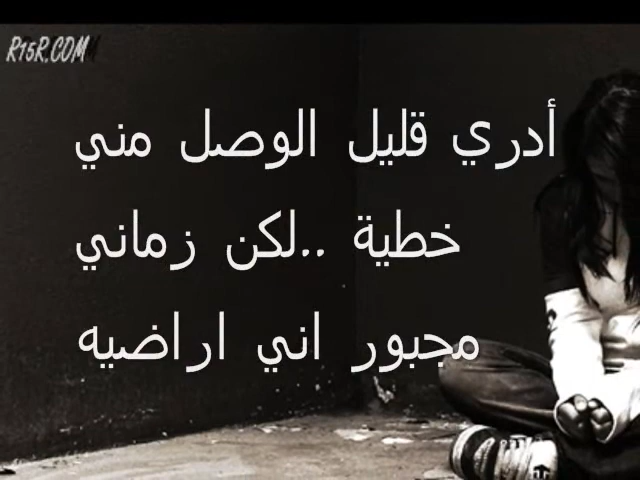 R15R.COM
أدري قليل الوصل مني
خطية ..لكن زماني
مجبور اني اراضيه